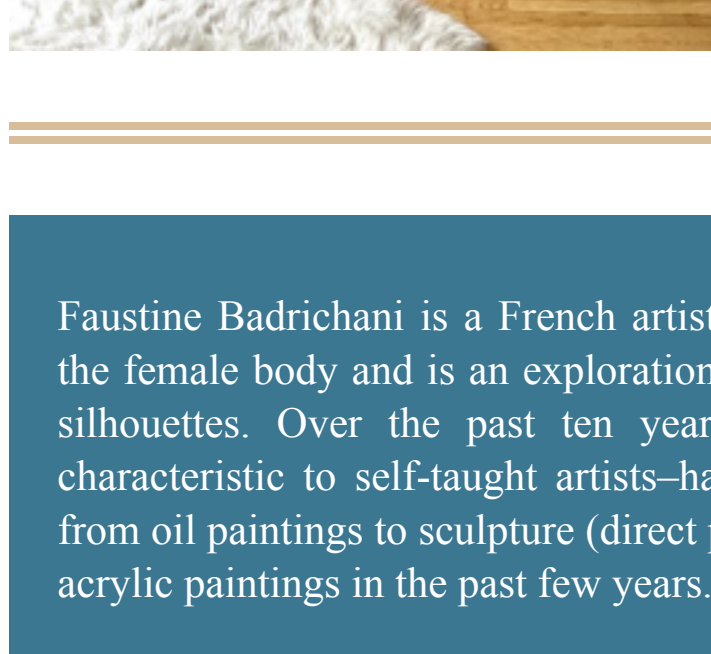 Faustine Badrichani is a French artist
the female body and is an exploration
silhouettes. Over the past ten year
characteristic to self-taught artists–ha
from oil paintings to sculpture (direct
acrylic paintings in the past few years.